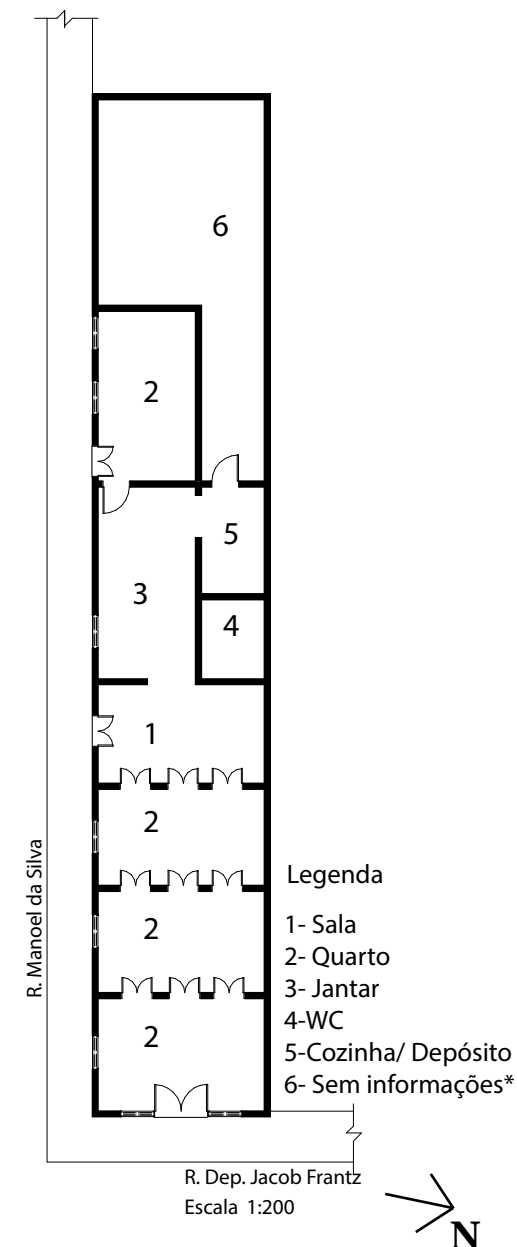 6
2
5
3
4
1
2
2
2
R. Manoel da Silva
Legenda
1- Sala
2- Quarto
3- Jantar
4-WC
5-Cozinha/ Depósito
6- Sem informações*
R. Dep. Jacob Frantz
Escala 1:200
N